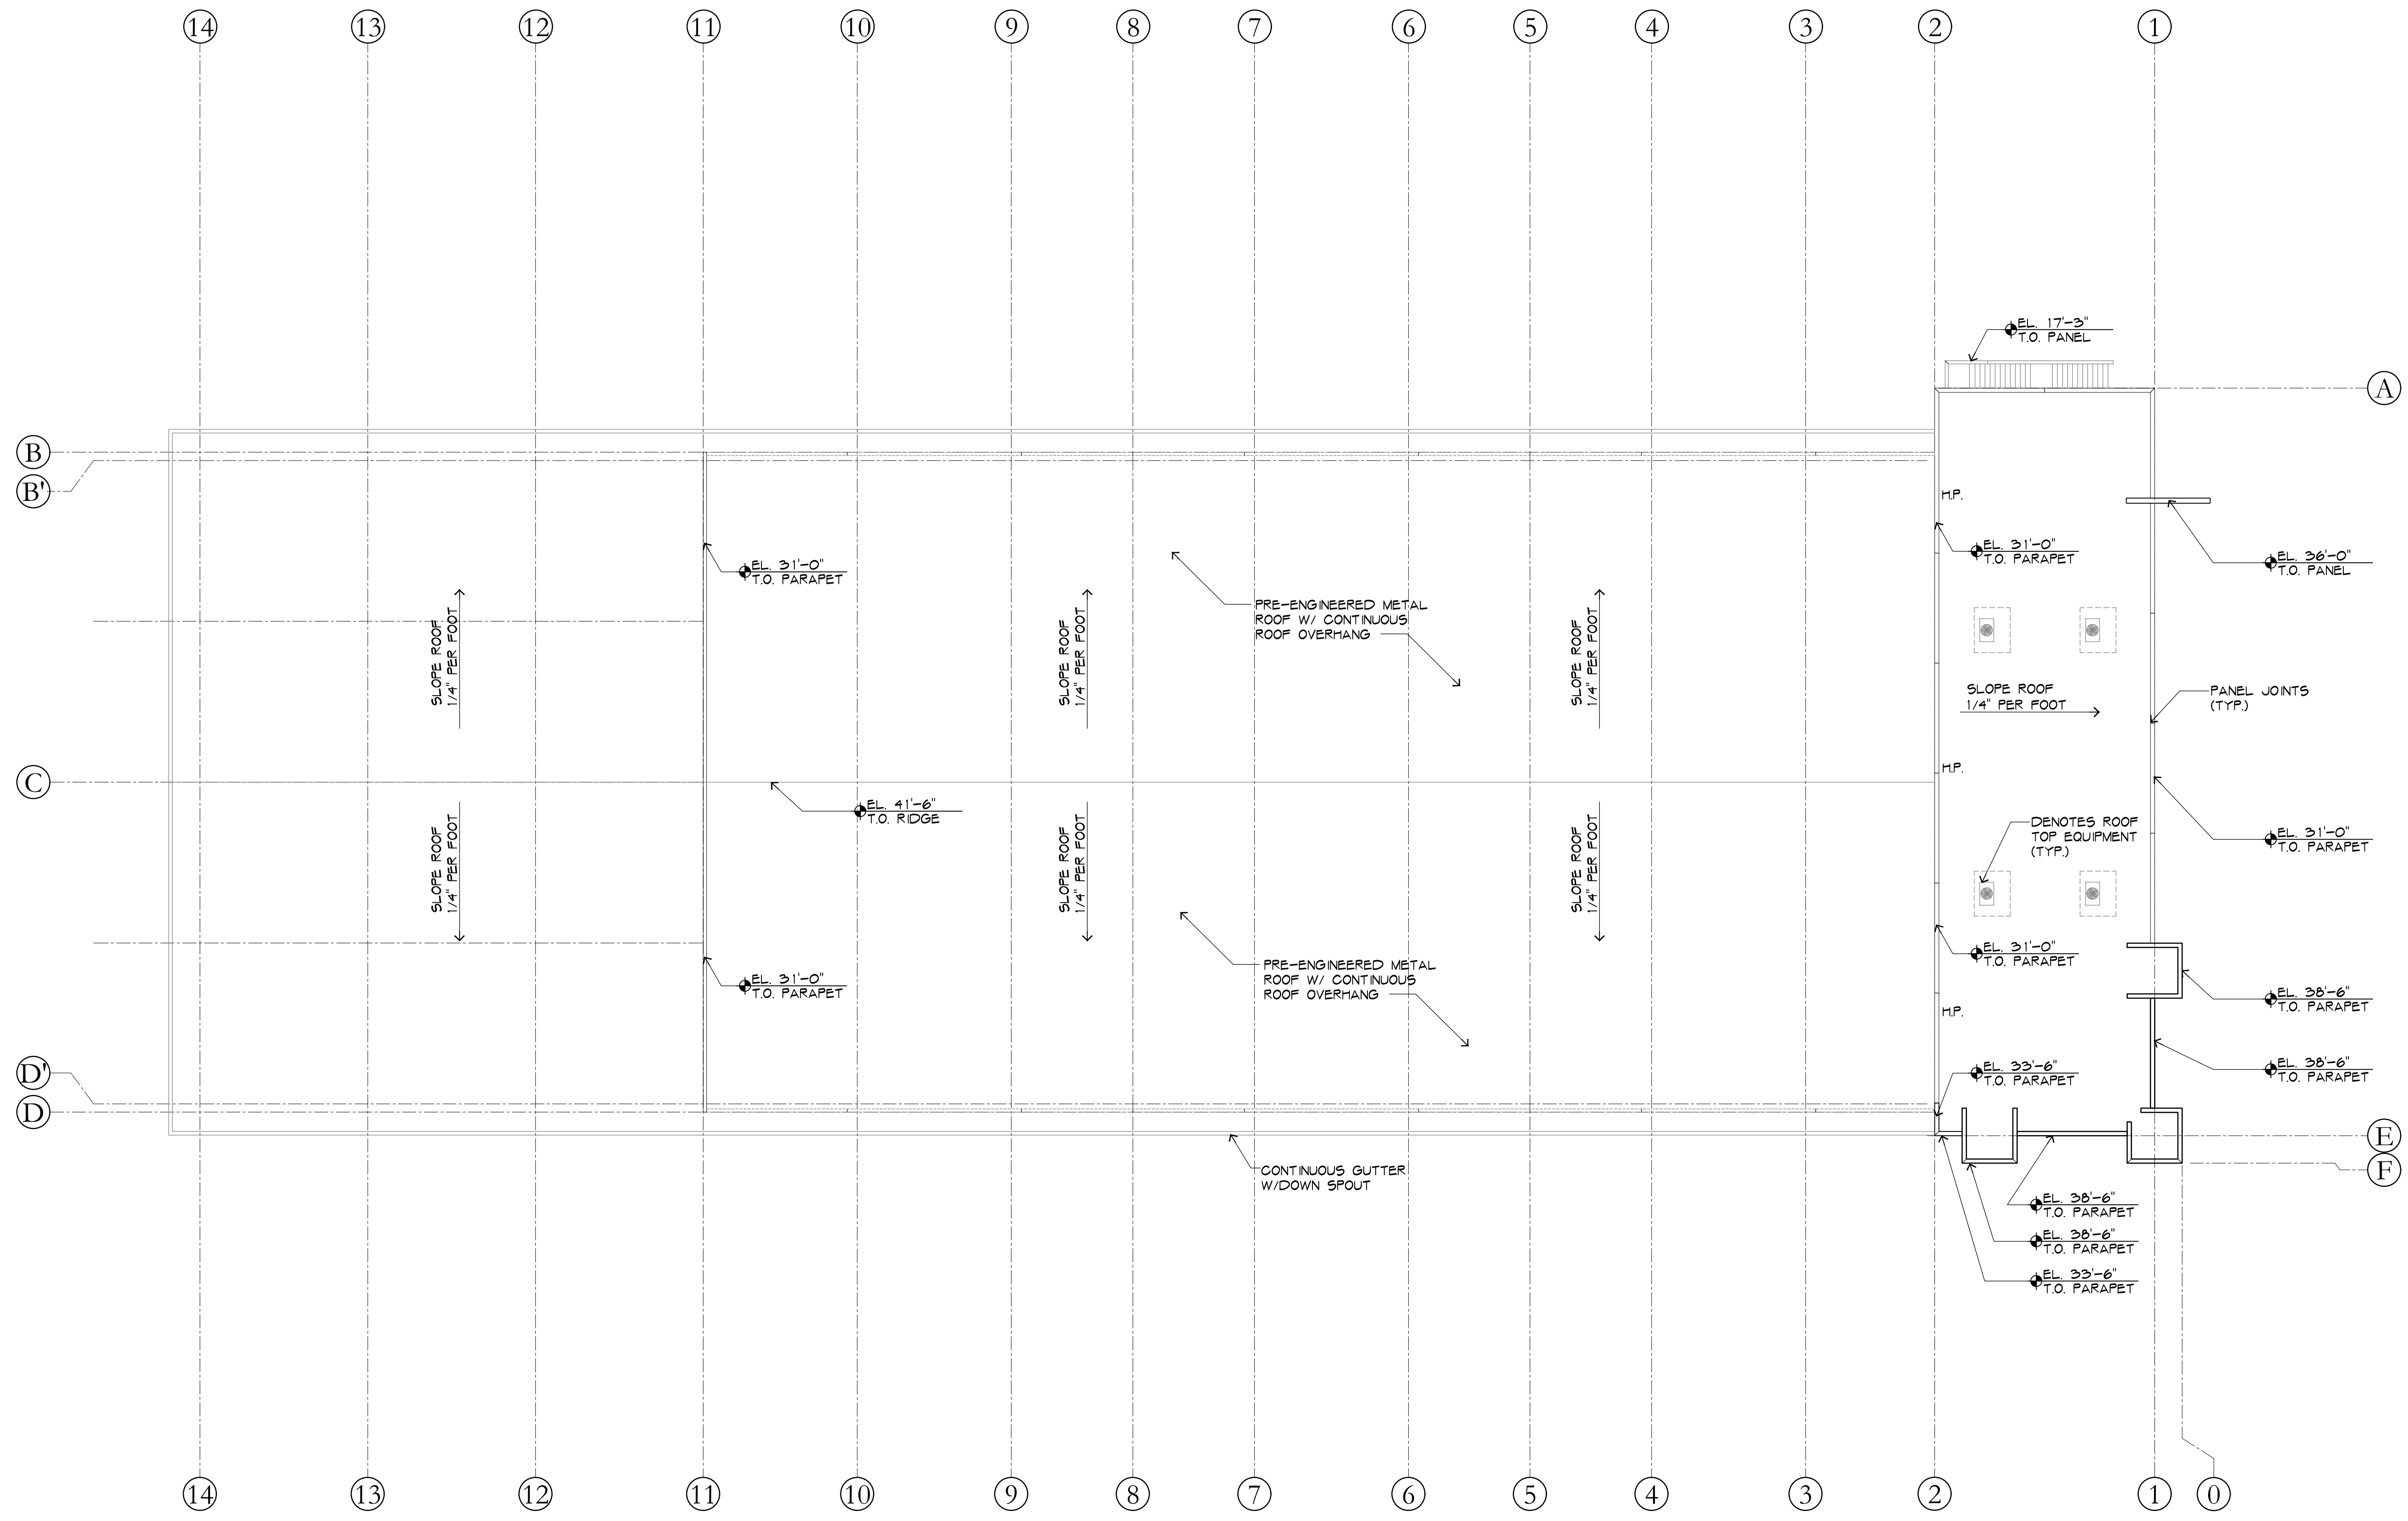 14 13 12 11 10 9 8 7 6 5 4 3 2 1
EL. 17'-3"
T.O. PANEL
A
B
B'
H.P.
EL. 31'-0"
T.O. PARAPET
EL. 31'-0"
T.O. PARAPET
EL. 36'-0"
T.O. PANEL
SLOPE ROOF
1/4" PER FOOT
SLOPE ROOF
1/4" PER FOOT
PRE-ENGINEERED METAL
ROOF W/ CONTINUOUS
ROOF OVERHANG
SLOPE ROOF
1/4" PER FOOT
SLOPE ROOF
1/4" PER FOOT
PANEL JOINTS
(TYP.)
C
H.P.
EL. 41'-6"
T.O. RIDGE
SLOPE ROOF
1/4" PER FOOT
SLOPE ROOF
1/4" PER FOOT
SLOPE ROOF
1/4" PER FOOT
DENOTES ROOF
TOP EQUIPMENT
(TYP.)
EL. 31'-0"
T.O. PARAPET
EL. 31'-0"
T.O. PARAPET
PRE-ENGINEERED METAL
ROOF W/ CONTINUOUS
ROOF OVERHANG
EL. 31'-0"
T.O. PARAPET
EL. 38'-6"
T.O. PARAPET
H.P.
D'
EL. 33'-6"
T.O. PARAPET
EL. 38'-6"
T.O. PARAPET
D
E
F
CONTINUOUS GUTTER
W/DOWN SPOUT
EL. 38'-6"
T.O. PARAPET
EL. 38'-6"
T.O. PARAPET
EL. 33'-6"
T.O. PARAPET
14 13 12 11 10 9 8 7 6 5 4 3 2 1 0